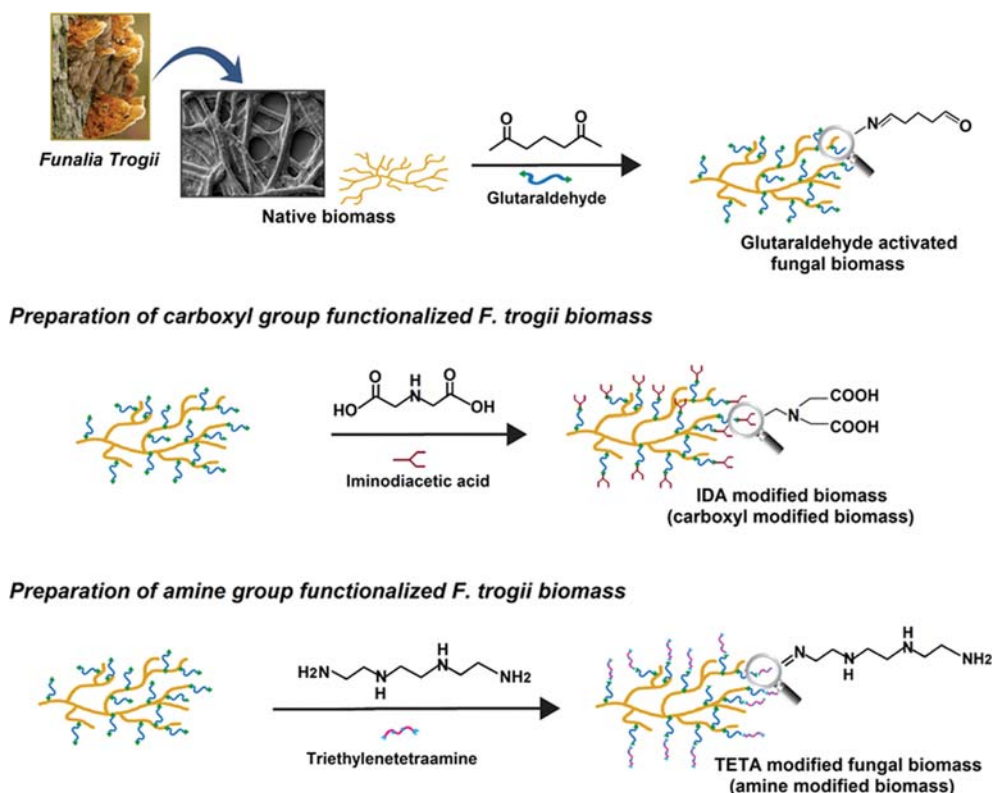 Funalia Trogii
Native biomass
O O
Glutaraldehyde
N O
Glutaraldehyde activated
fungal biomass
Preparation of carboxyl group functionalized F. trogii biomass
O H O
HO N OH
Iminodiacetic acid
N COOH
COOH
IDA modified biomass
(carboxyl modified biomass)
Preparation of amine group functionalized F. trogii biomass
H2N N H N H NH2
Triethylenetetraamine
N N H N H NH2
TETA modified fungal biomass
(amine modified biomass)